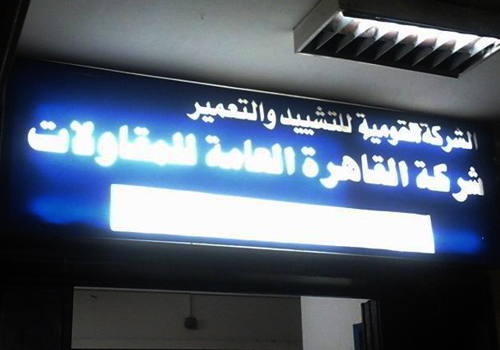 الشركة القومية للتشييد والتعمير
شركة القاهرة العامة للمقاولات